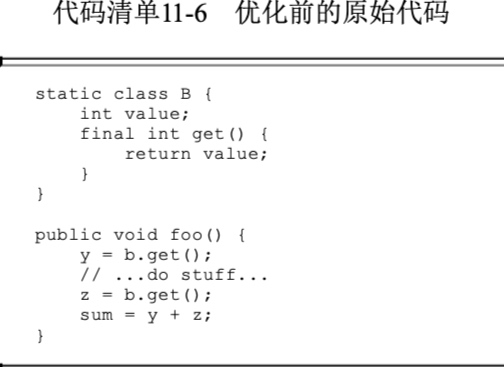 代码清单11-6 优化前的原始代码
static class B {
    int value;
    final int get() {
        return value;
    }
}

public void foo() {
    y = b.get();
    // ...do stuff...
    z = b.get();
    sum = y + z;
}